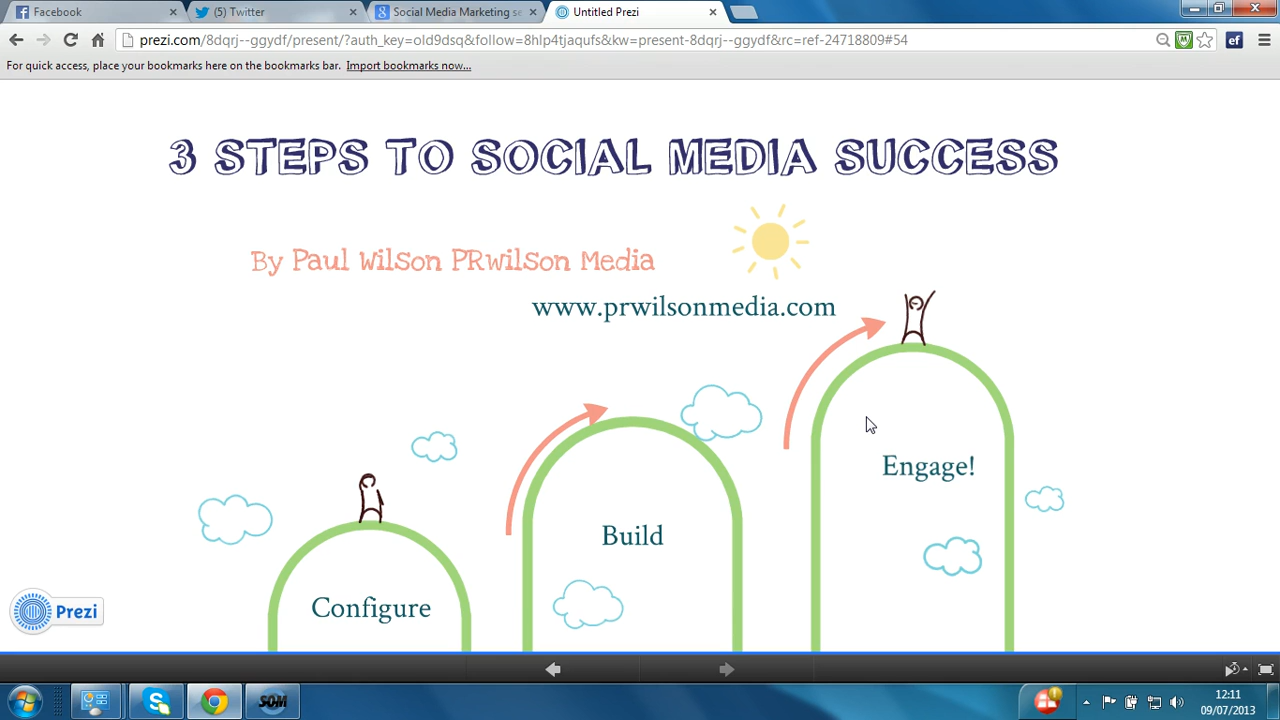 Facebook
(5) Twitter
Social Media Marketing se
Untitled Prezi
prezi.com/8dqrj--ggydf/present/?auth_key=old9dsq&follow=8hlp4tjaqufs&kw=present-8dqrj--ggydf&rc=ref-24718809#54
ef
For quick access, place your bookmarks here on the bookmarks bar. Import bookmarks now...
3 STEPS TO SOCIAL MEDIA SUCCESS
By Paul Wilson PRwilson Media
www.prwilsonmedia.com
Engage!
Build
Configure
Prezi
SOM
12:11
09/07/2013